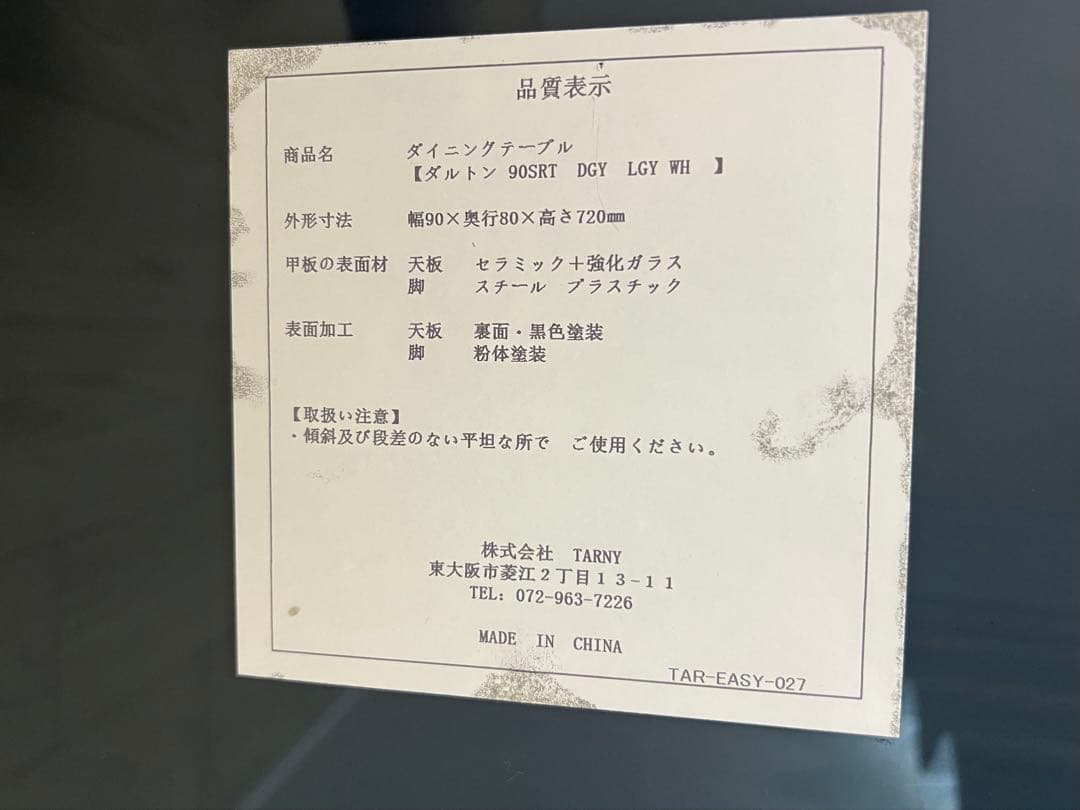 品質表示
商品名 ダイニングテーブル
【ダルトン 90SRT DGY LGY WH 】
外形寸法 幅90×奥行80×高さ720㎜
甲板の表面材 天板 セラミック＋強化ガラス
脚 スチール プラスチック
表面加工 天板 裏面・黒色塗装
脚 粉体塗装
【取扱い注意】
・傾斜及び段差のない平坦な所で ご使用ください。
株式会社 TARNY
東大阪市菱江２丁目１３−１１
TEL: 072-963-7226
MADE IN CHINA
TAR-EASY-027